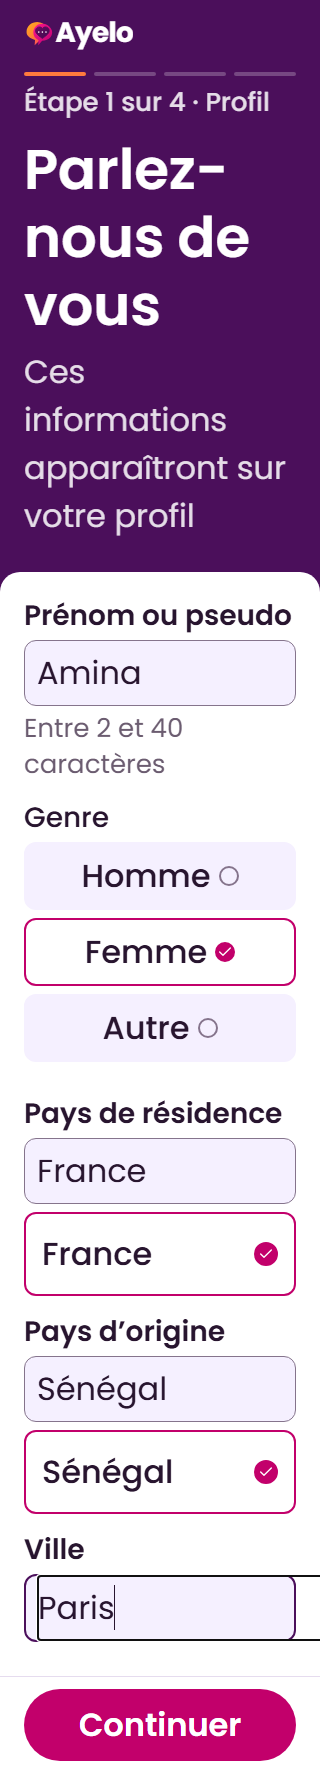 Ayelo
Étape 1 sur 4 · Profil
Parlez-
nous de
vous
Ces
informations
apparaîtront sur
votre profil
Prénom ou pseudo
Amina
Entre 2 et 40
caractères
Genre
Homme
Femme
Autre
Pays de résidence
France
France
Pays d’origine
Sénégal
Sénégal
Ville
Paris
Continuer